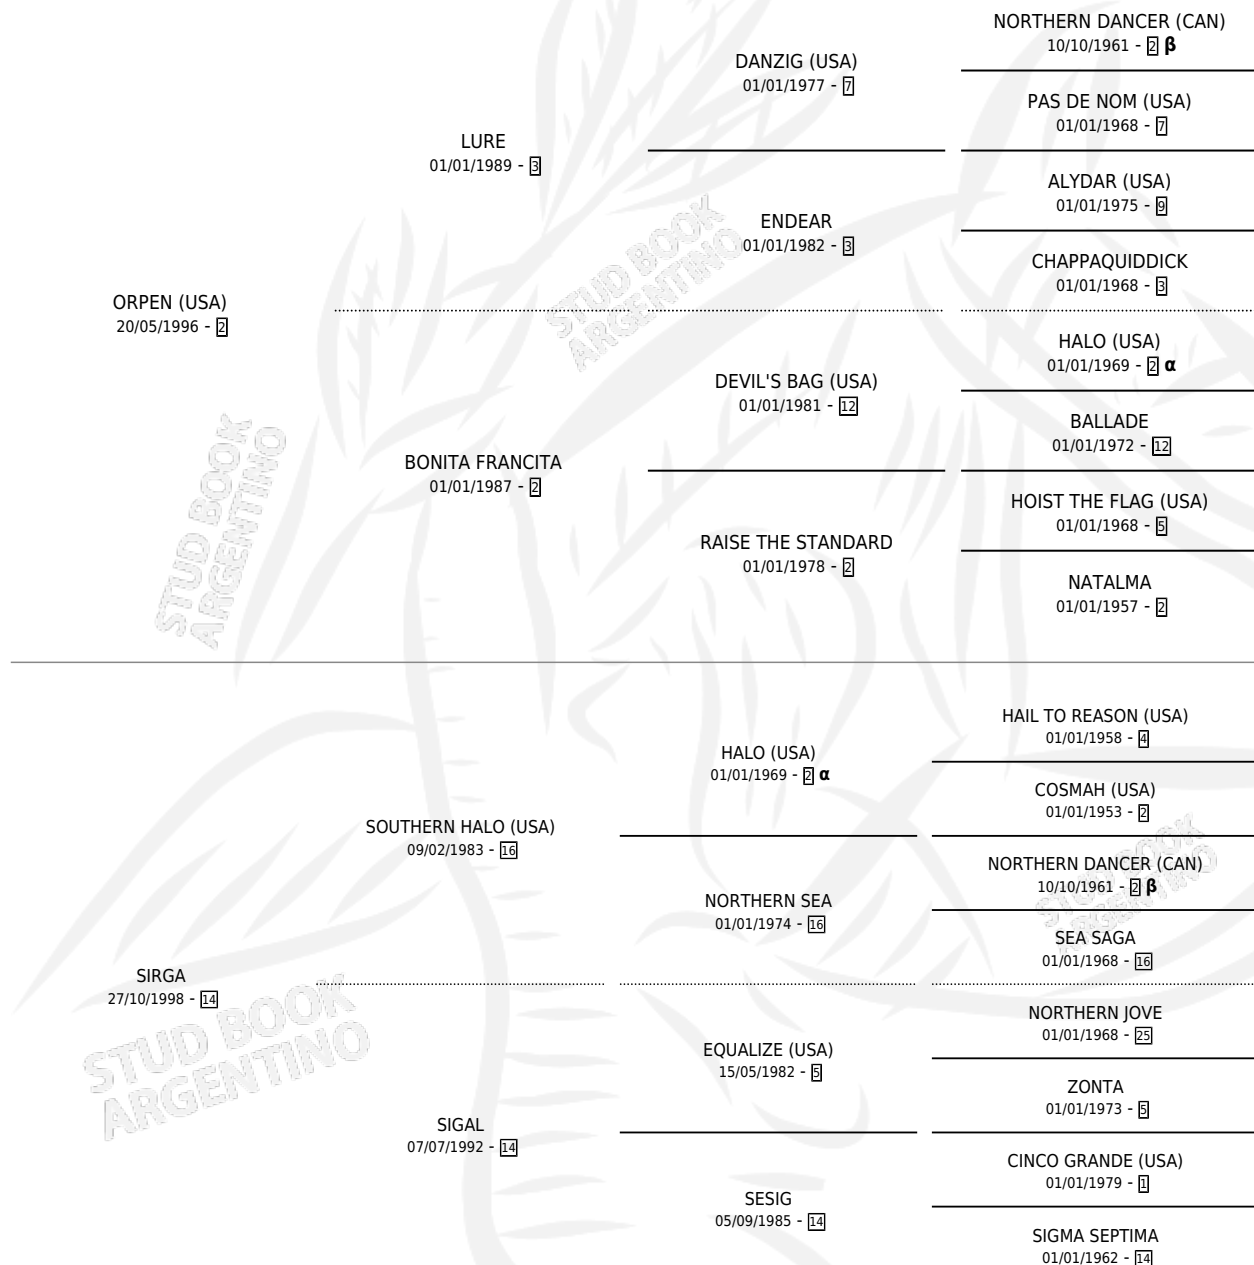 NORTHERN DANCER (CAN)
10/10/1961 - 2 β
DANZIG (USA)
01/01/1977 - 7
PAS DE NOM (USA)
01/01/1968 - 7
LURE
01/01/1989 - 3
ALYDAR (USA)
01/01/1975 - 9
ENDEAR
01/01/1982 - 3
CHAPPAQUIDDICK
01/01/1968 - 3
ORPEN (USA)
20/05/1996 - 2
HALO (USA)
01/01/1969 - 2 α
DEVIL'S BAG (USA)
01/01/1981 - 12
BALLADE
01/01/1972 - 12
BONITA FRANCITA
01/01/1987 - 2
HOIST THE FLAG (USA)
01/01/1968 - 5
RAISE THE STANDARD
01/01/1978 - 2
NATALMA
01/01/1957 - 2
HAIL TO REASON (USA)
01/01/1958 - 4
HALO (USA)
01/01/1969 - 2 α
COSMAH (USA)
01/01/1953 - 2
SOUTHERN HALO (USA)
09/02/1983 - 16
NORTHERN DANCER (CAN)
10/10/1961 - 2 β
NORTHERN SEA
01/01/1974 - 16
SEA SAGA
01/01/1968 - 16
SIRGA
27/10/1998 - 14
NORTHERN JOVE
01/01/1968 - 25
EQUALIZE (USA)
15/05/1982 - 5
ZONTA
01/01/1973 - 5
SIGAL
07/07/1992 - 14
CINCO GRANDE (USA)
01/01/1979 - 1
SESIG
05/09/1985 - 14
SIGMA SEPTIMA
01/01/1962 - 14
STUD BOOK
ARGENTINO
STUD BOOK
ARGENTINO
STUD BOOK
ARGENTINO
STUD BOOK
ARGENTINO